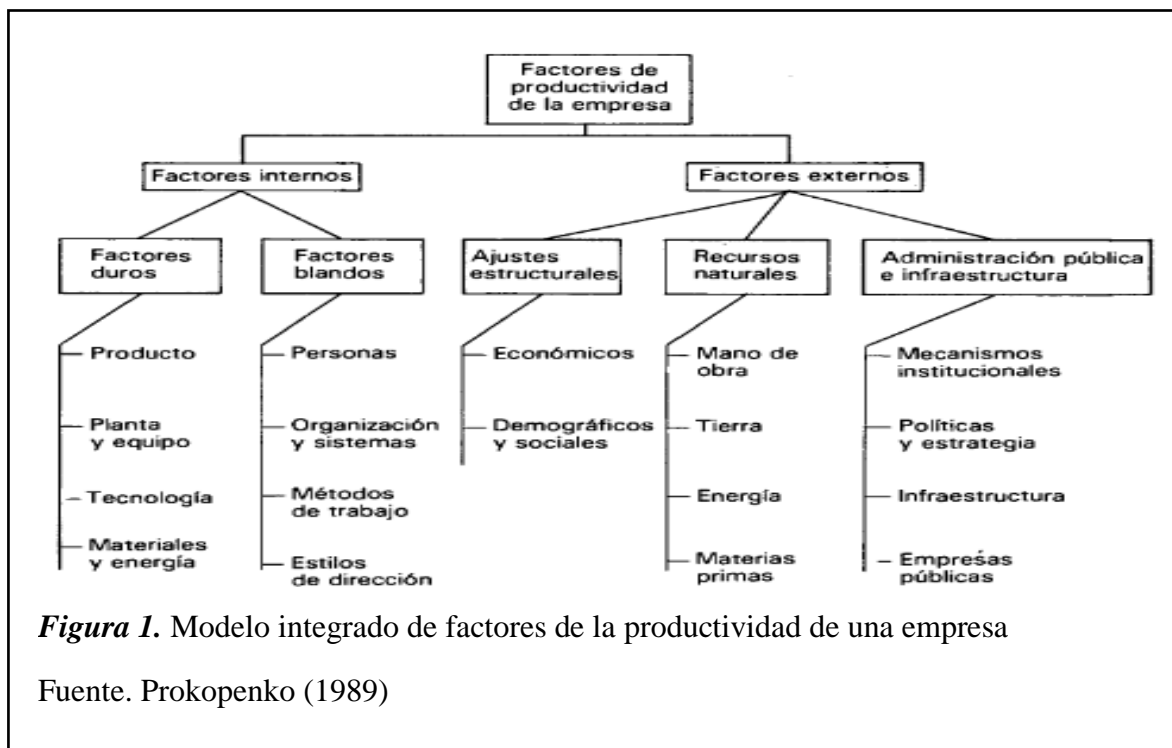 Factores de
productividad
de la empresa
Factores internos
Factores externos
Factores
duros
Factores
blandos
Ajustes
estructurales
Recursos
naturales
Administración pública
e infraestructura
Producto
Planta
y equipo
Tecnología
Materiales
y energía
Personas
Organización
y sistemas
Métodos
de trabajo
Estilos
de dirección
Económicos
Demográficos
y sociales
Mano de
obra
Tierra
Energía
Materias
primas
Mecanismos
institucionales
Políticas
y estrategia
Infraestructura
Empresas
públicas
Figura 1. Modelo integrado de factores de la productividad de una empresa
Fuente. Prokopenko (1989)